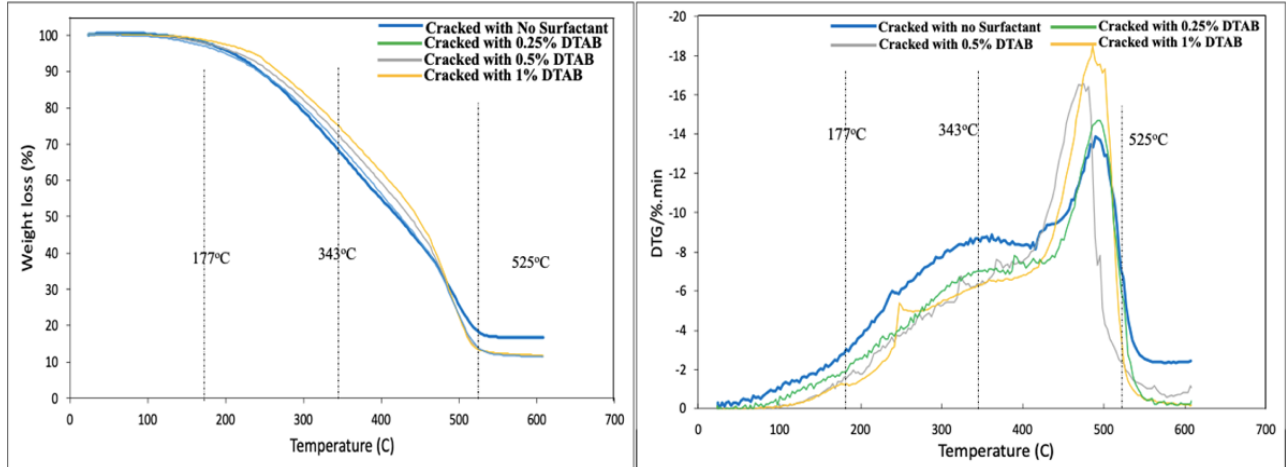 Cracked with No Surfactant
Cracked with 0.25% DTAB
Cracked with 0.5% DTAB
Cracked with 1% DTAB
100
90
80
70
60
50
40
30
20
10
0
Weight loss (%)
177°C
343°C
525°C
0 100 200 300 400 500 600 700
Temperature (C)
-20
-18
-16
-14
-12
-10
-8
-6
-4
-2
0
DTG/%.min
Cracked with no Surfactant
Cracked with 0.25% DTAB
Cracked with 0.5% DTAB
Cracked with 1% DTAB
177°C
343°C
525°C
0 100 200 300 400 500 600 700
Temperature (C)